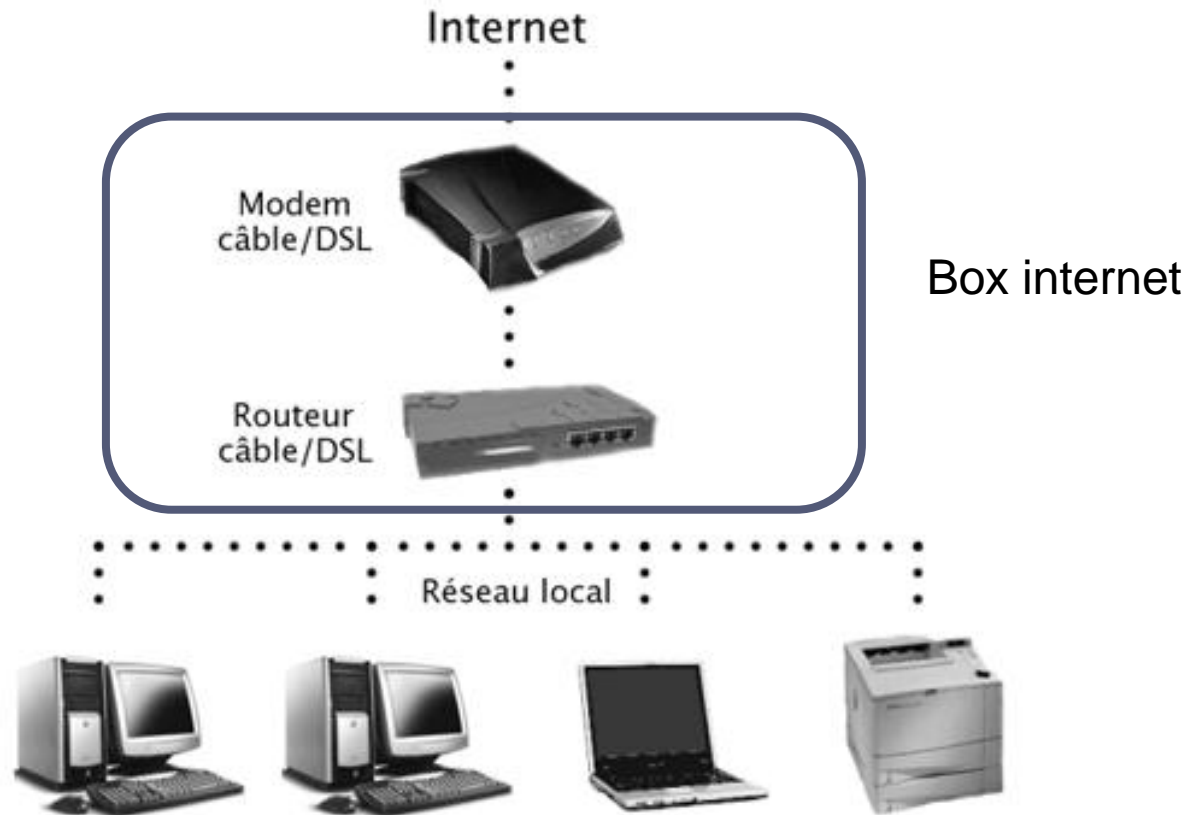 Internet
Modem
câble/DSL
Box internet
Routeur
câble/DSL
Réseau local